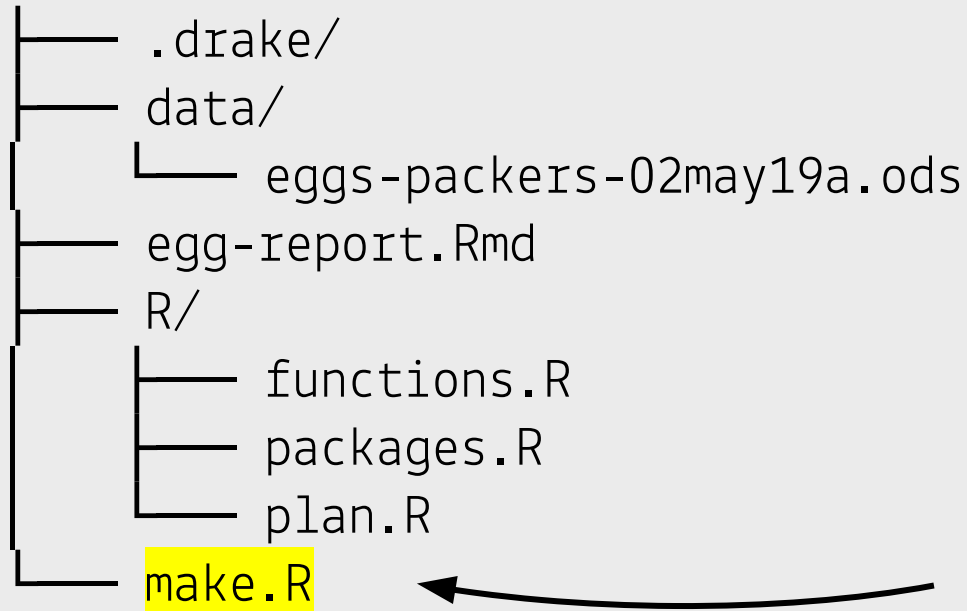 .drake/
data/
eggs-packers-02may19a.ods
egg-report.Rmd
R/
functions.R
packages.R
plan.R
make.R